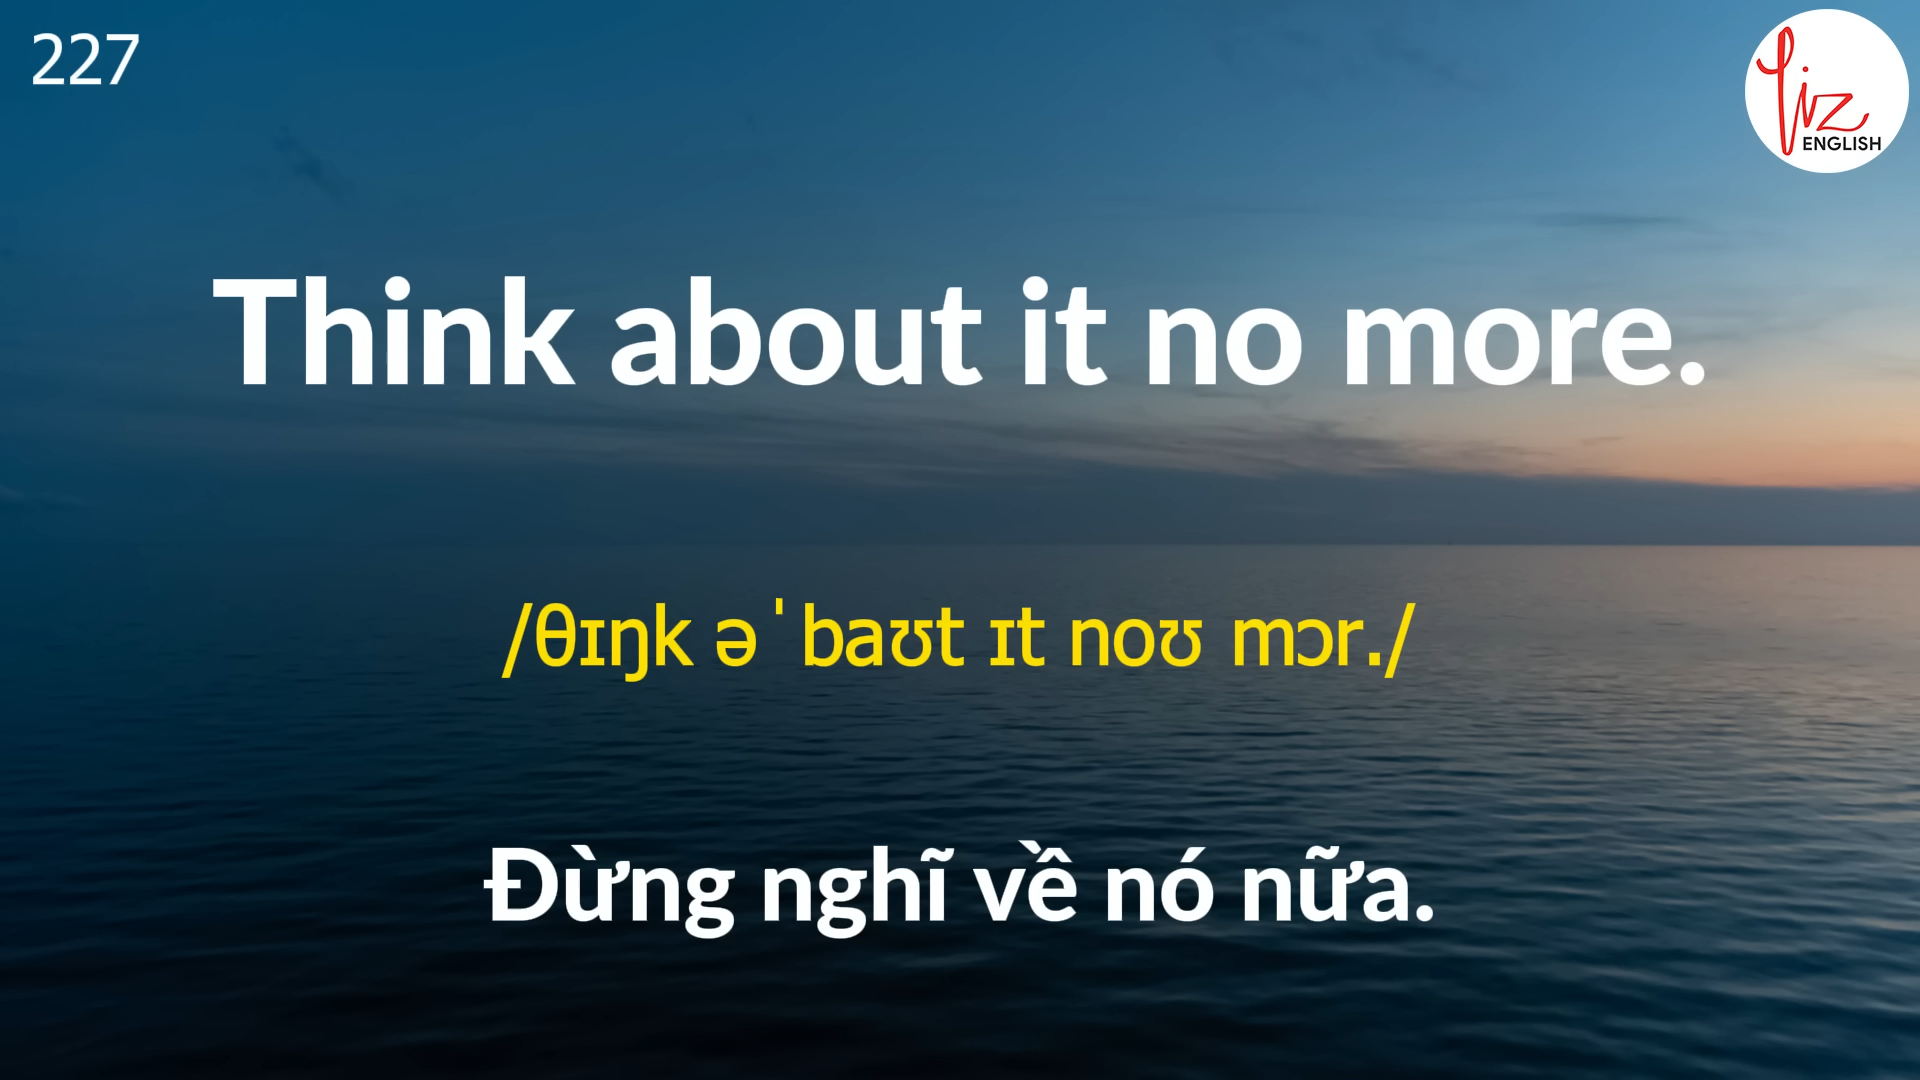 227
Liz
ENGLISH
Think about it no more.
/θɪŋk əˈbaʊt ɪt noʊ mɔr./
Đừng nghĩ về nó nữa.